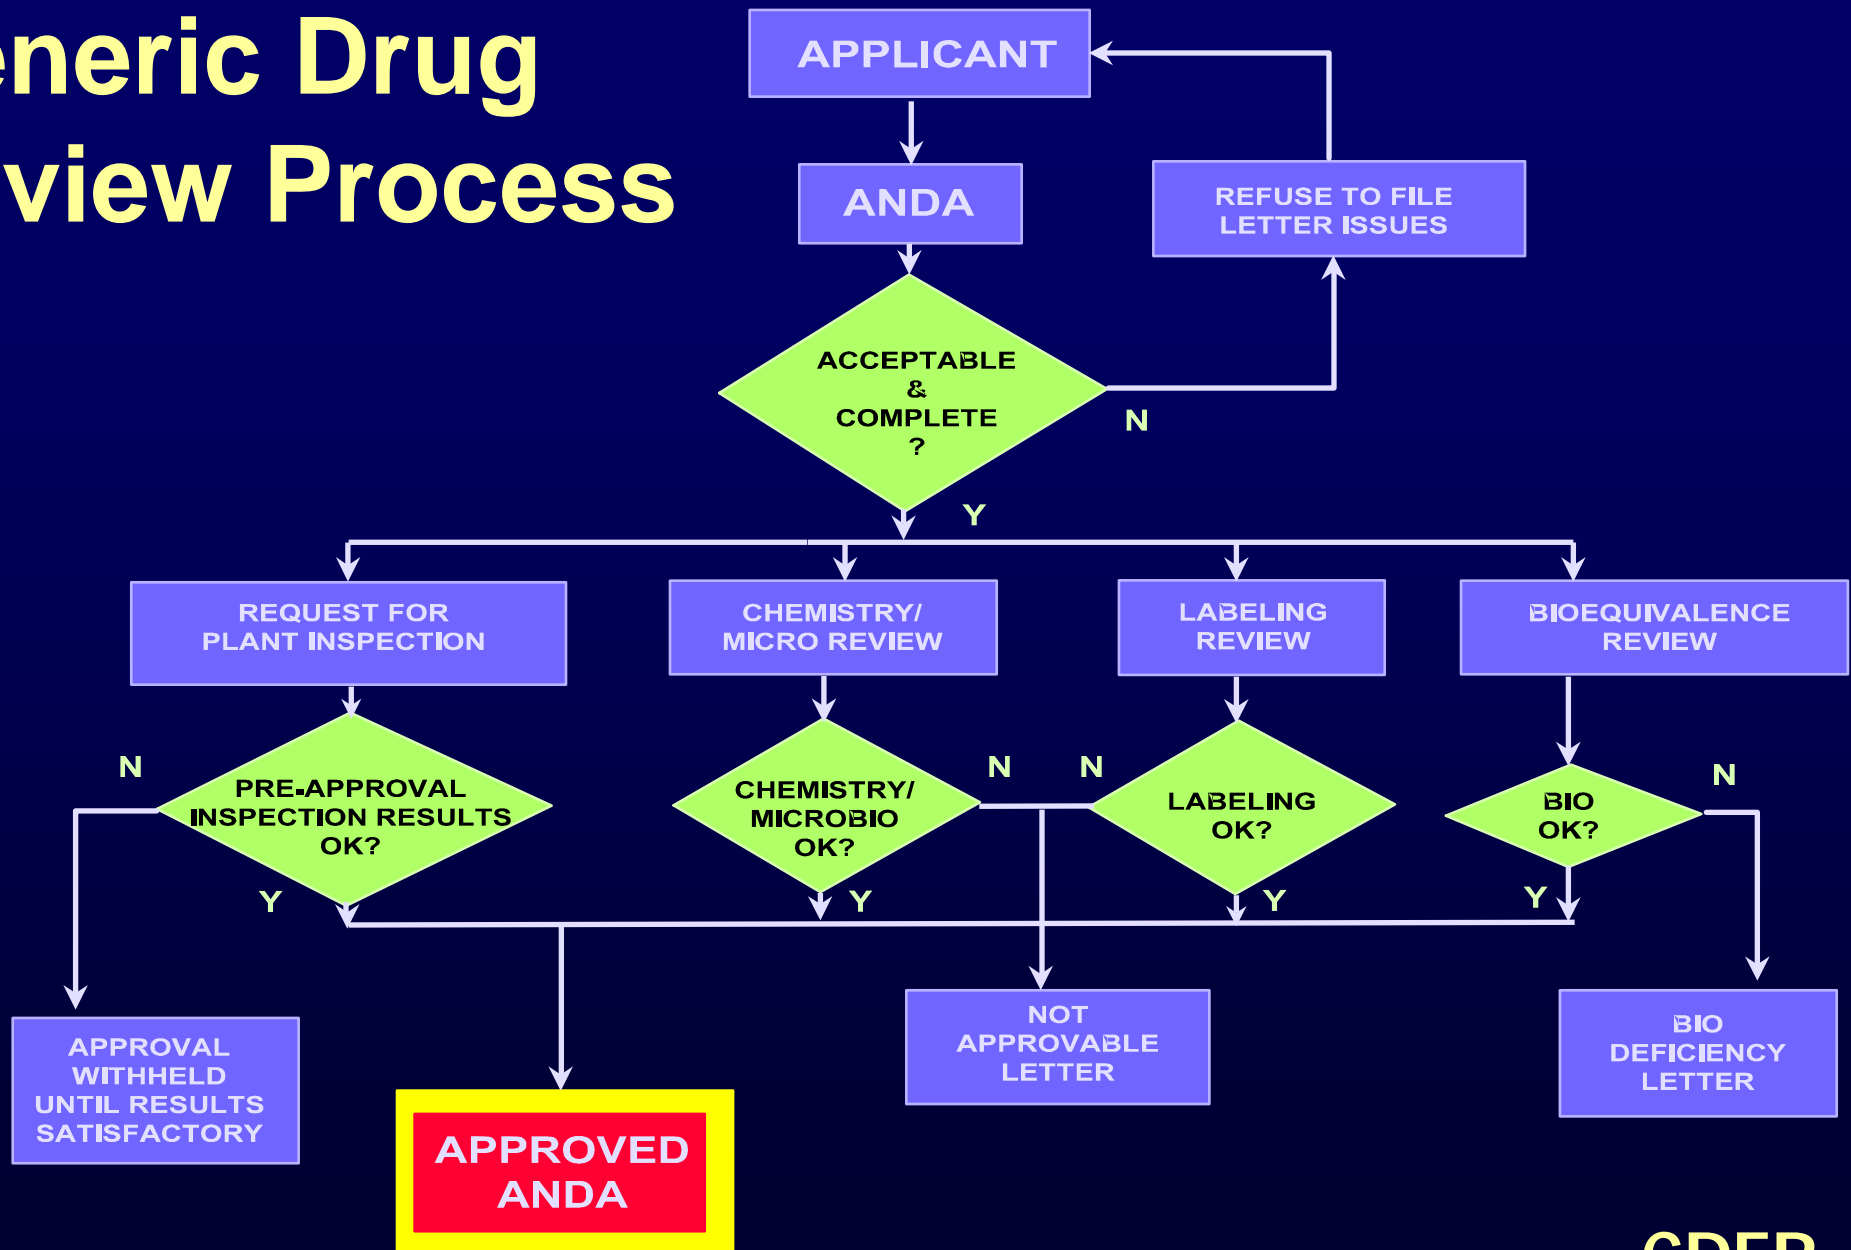 eneric Drug
view Process
APPLICANT
ANDA
REFUSE TO FILE
LETTER ISSUES
ACCEPTABLE
&
COMPLETE
?
N
Y
REQUEST FOR
PLANT INSPECTION
CHEMISTRY/
MICRO REVIEW
LABELING
REVIEW
BIOEQUIVALENCE
REVIEW
N
PRE-APPROVAL
INSPECTION RESULTS
OK?
Y
CHEMISTRY/
MICROBIO
OK?
N
Y
N
LABELING
OK?
Y
BIO
OK?
N
Y
APPROVAL
WITHHELD
UNTIL RESULTS
SATISFACTORY
APPROVED
ANDA
NOT
APPROVABLE
LETTER
BIO
DEFICIENCY
LETTER
CDER